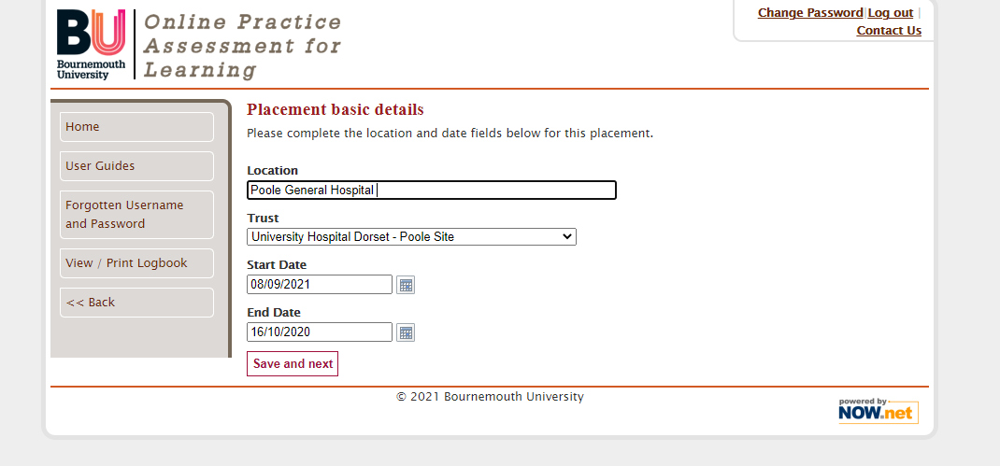 BU
Bournemouth
University
Online Practice
Assessment for
Learning
Change Password | Log out |
Contact Us
Home
User Guides
Forgotten Username
and Password
View / Print Logbook
<< Back
Placement basic details
Please complete the location and date fields below for this placement.
Location
Poole General Hospital
Trust
University Hospital Dorset - Poole Site
Start Date
08/09/2021
End Date
16/10/2020
Save and next
© 2021 Bournemouth University
powered by
NOW.net